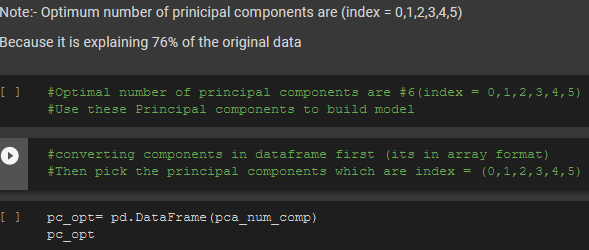 Note:- Optimum number of prinicipal components are (index = 0,1,2,3,4,5)
Because it is explaining 76% of the original data
[ ] #Optimal number of principal components are #6(index = 0,1,2,3,4,5)
#Use these Principal components to build model
#converting components in dataframe first (its in array format)
#Then pick the principal components which are index = (0,1,2,3,4,5)
[ ] pc_opt= pd.DataFrame(pca_num_comp)
pc_opt